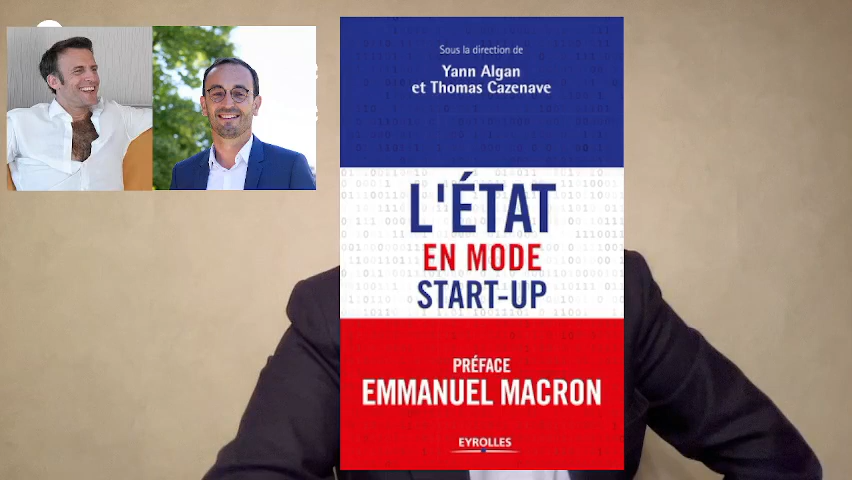 Sous la direction de
Yann Algan
et Thomas Cazenave
L'ÉTAT
EN MODE
START-UP
PRÉFACE
EMMANUEL MACRON
EYROLLES